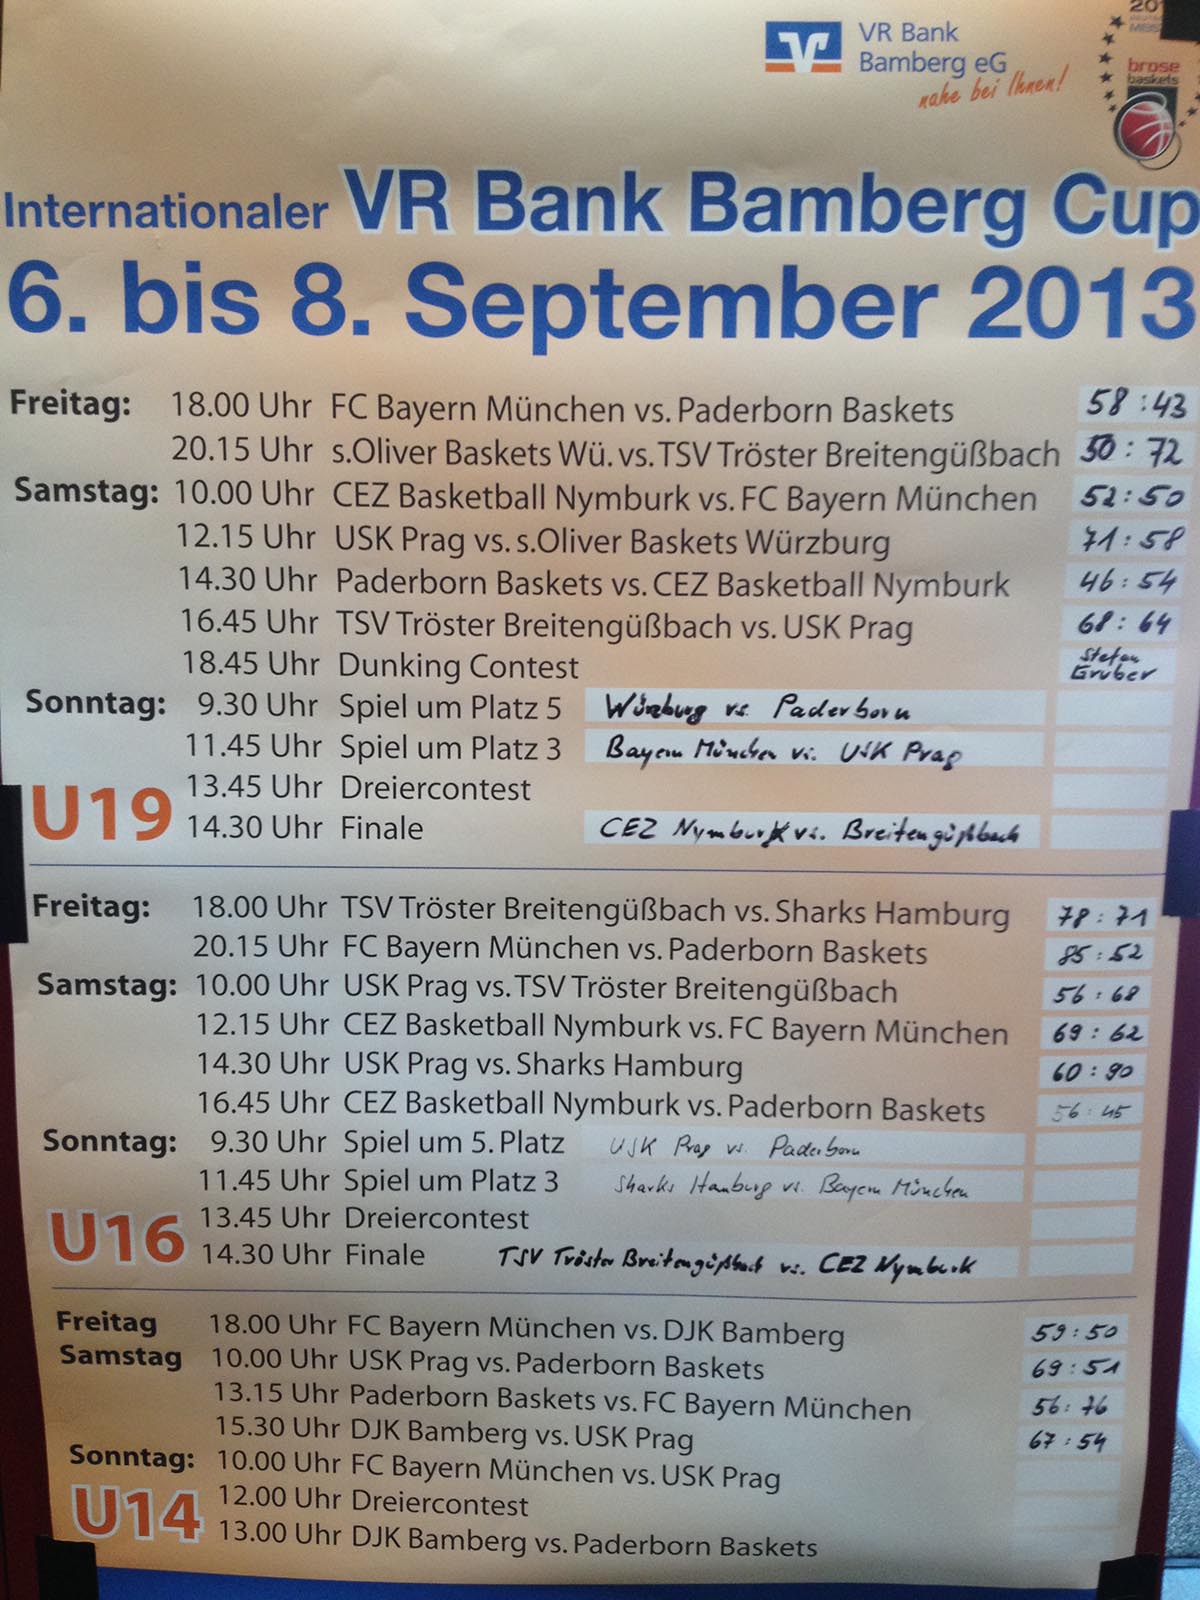 VR Bank
Bamberg eG
nahe bei Ihnen!
brose
baskets
Internationaler VR Bank Bamberg Cup
6. bis 8. September 2013
Freitag: 18.00 Uhr FC Bayern München vs. Paderborn Baskets 58:43
20.15 Uhr s.Oliver Baskets Wü. vs. TSV Tröster Breitengüßbach 50:72
Samstag: 10.00 Uhr CEZ Basketball Nymburk vs. FC Bayern München 52:50
12.15 Uhr USK Prag vs. s.Oliver Baskets Würzburg 71:58
14.30 Uhr Paderborn Baskets vs. CEZ Basketball Nymburk 46:54
16.45 Uhr TSV Tröster Breitengüßbach vs. USK Prag 68:64
18.45 Uhr Dunking Contest Stefan Gruber
Sonntag: 9.30 Uhr Spiel um Platz 5 Würzburg vs. Paderborn
11.45 Uhr Spiel um Platz 3 Bayern München vs. USK Prag
13.45 Uhr Dreiercontest
U19 14.30 Uhr Finale CEZ Nymburk vs. Breitengüßbach
Freitag: 18.00 Uhr TSV Tröster Breitengüßbach vs. Sharks Hamburg 78:71
20.15 Uhr FC Bayern München vs. Paderborn Baskets 85:52
Samstag: 10.00 Uhr USK Prag vs. TSV Tröster Breitengüßbach 56:68
12.15 Uhr CEZ Basketball Nymburk vs. FC Bayern München 69:62
14.30 Uhr USK Prag vs. Sharks Hamburg 60:90
16.45 Uhr CEZ Basketball Nymburk vs. Paderborn Baskets 56:45
Sonntag: 9.30 Uhr Spiel um 5. Platz USK Prag vs. Paderborn
11.45 Uhr Spiel um Platz 3 Sharks Hamburg vs. Bayern München
13.45 Uhr Dreiercontest
U16 14.30 Uhr Finale TSV Tröster Breitengüßbach vs. CEZ Nymburk
Freitag 18.00 Uhr FC Bayern München vs. DJK Bamberg 59:50
Samstag 10.00 Uhr USK Prag vs. Paderborn Baskets 69:51
13.15 Uhr Paderborn Baskets vs. FC Bayern München 56:76
15.30 Uhr DJK Bamberg vs. USK Prag 67:54
Sonntag: 10.00 Uhr FC Bayern München vs. USK Prag
12.00 Uhr Dreiercontest
U14 13.00 Uhr DJK Bamberg vs. Paderborn Baskets